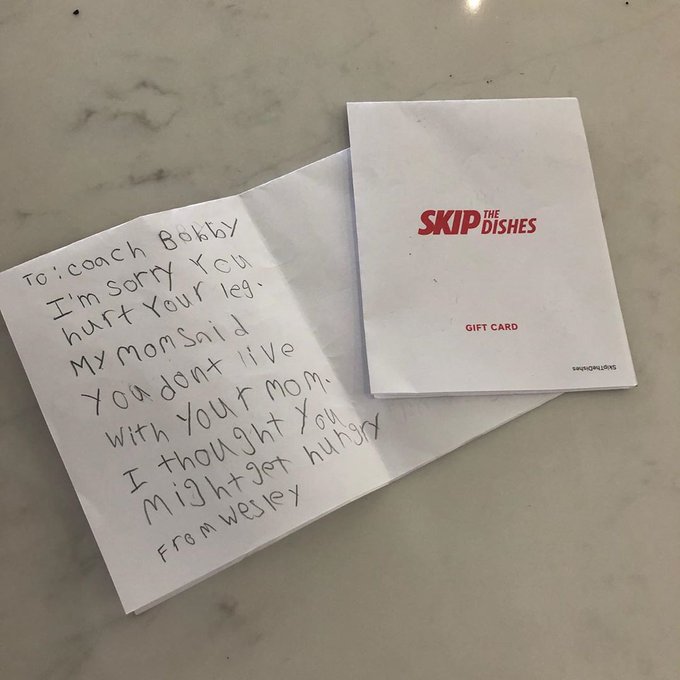 To: coach Bobby
I'm sorry you
hurt your leg.
My mom said
you dont live
with your mom.
I thought you
might get hungry
From Wesley
SKIP THE DISHES
GIFT CARD
SkipTheDishes